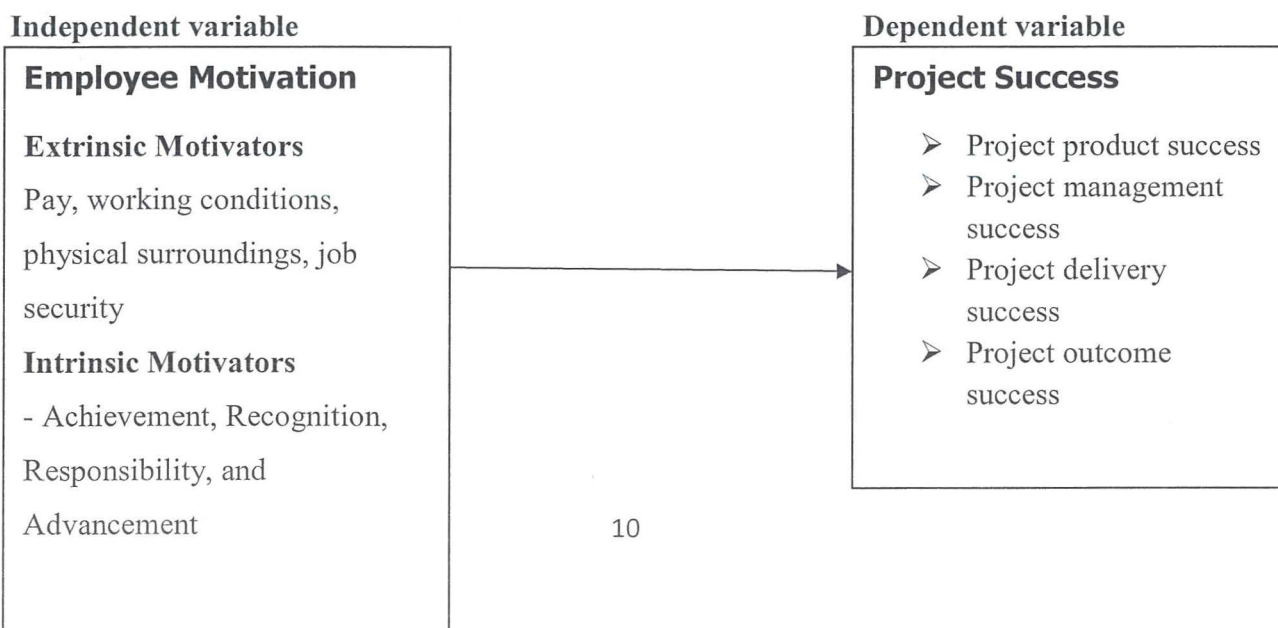 Independent variable
Employee Motivation
Extrinsic Motivators
Pay, working conditions,
physical surroundings, job
security
Intrinsic Motivators
- Achievement, Recognition,
Responsibility, and
Advancement
Dependent variable
Project Success
➢ Project product success
➢ Project management
success
➢ Project delivery
success
➢ Project outcome
success
10